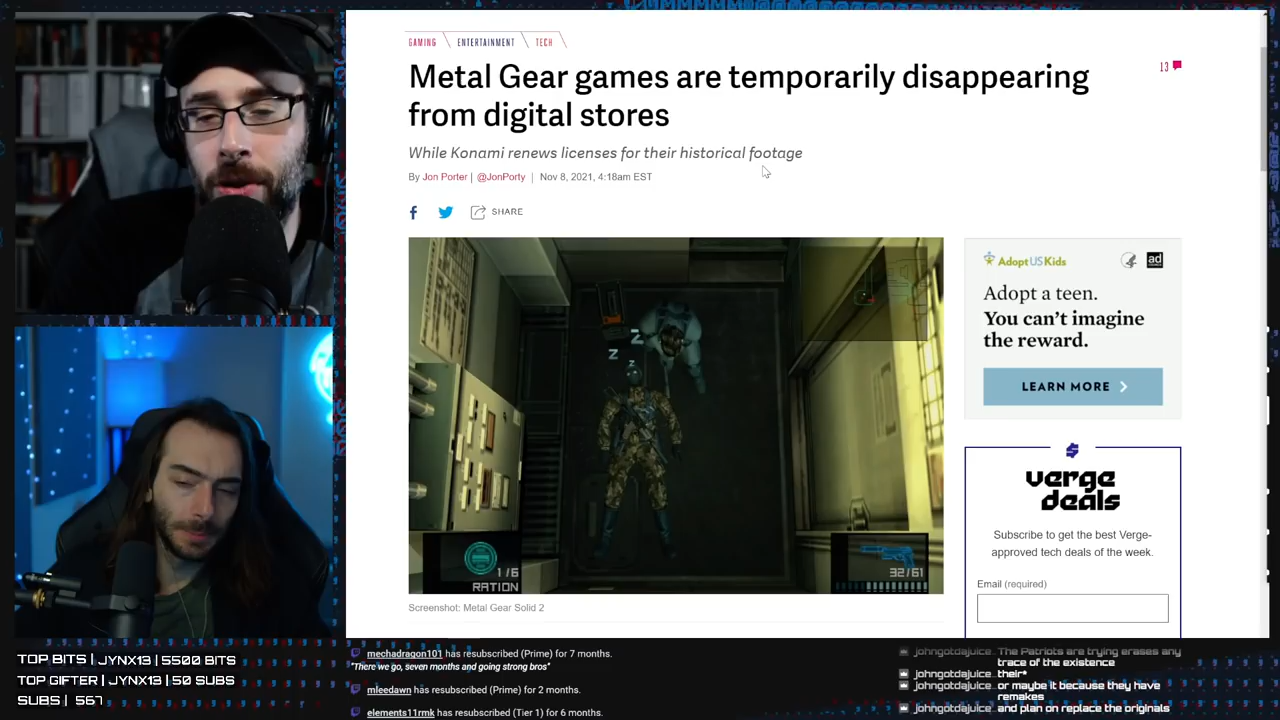 GAMING ENTERTAINMENT TECH
Metal Gear games are temporarily disappearing
from digital stores
13
While Konami renews licenses for their historical footage
By Jon Porter | @JonPorty | Nov 8, 2021, 4:18am EST
SHARE
z
z
z
1/6
RATION
32/61
Screenshot: Metal Gear Solid 2
AdoptUSKids
ad
Adopt a teen.
You can't imagine
the reward.
LEARN MORE
verge
deals
Subscribe to get the best Verge-
approved tech deals of the week.
Email (required)
TOP BITS | JYNX13 | 5500 BITS
TOP GIFTER | JYNX13 | 50 SUBS
SUBS | 567
mechadragon101 has resubscribed (Prime) for 7 months.
"There we go, seven months and going strong bros"
mleedawn has resubscribed (Prime) for 2 months.
elements11rmk has resubscribed (Tier 1) for 6 months.
johngotdajuice The Patriots are trying erases any
trace of the existence
johngotdajuice their*
johngotdajuice or maybe it because they have
remakes
johngotdajuice and plan on replace the originals